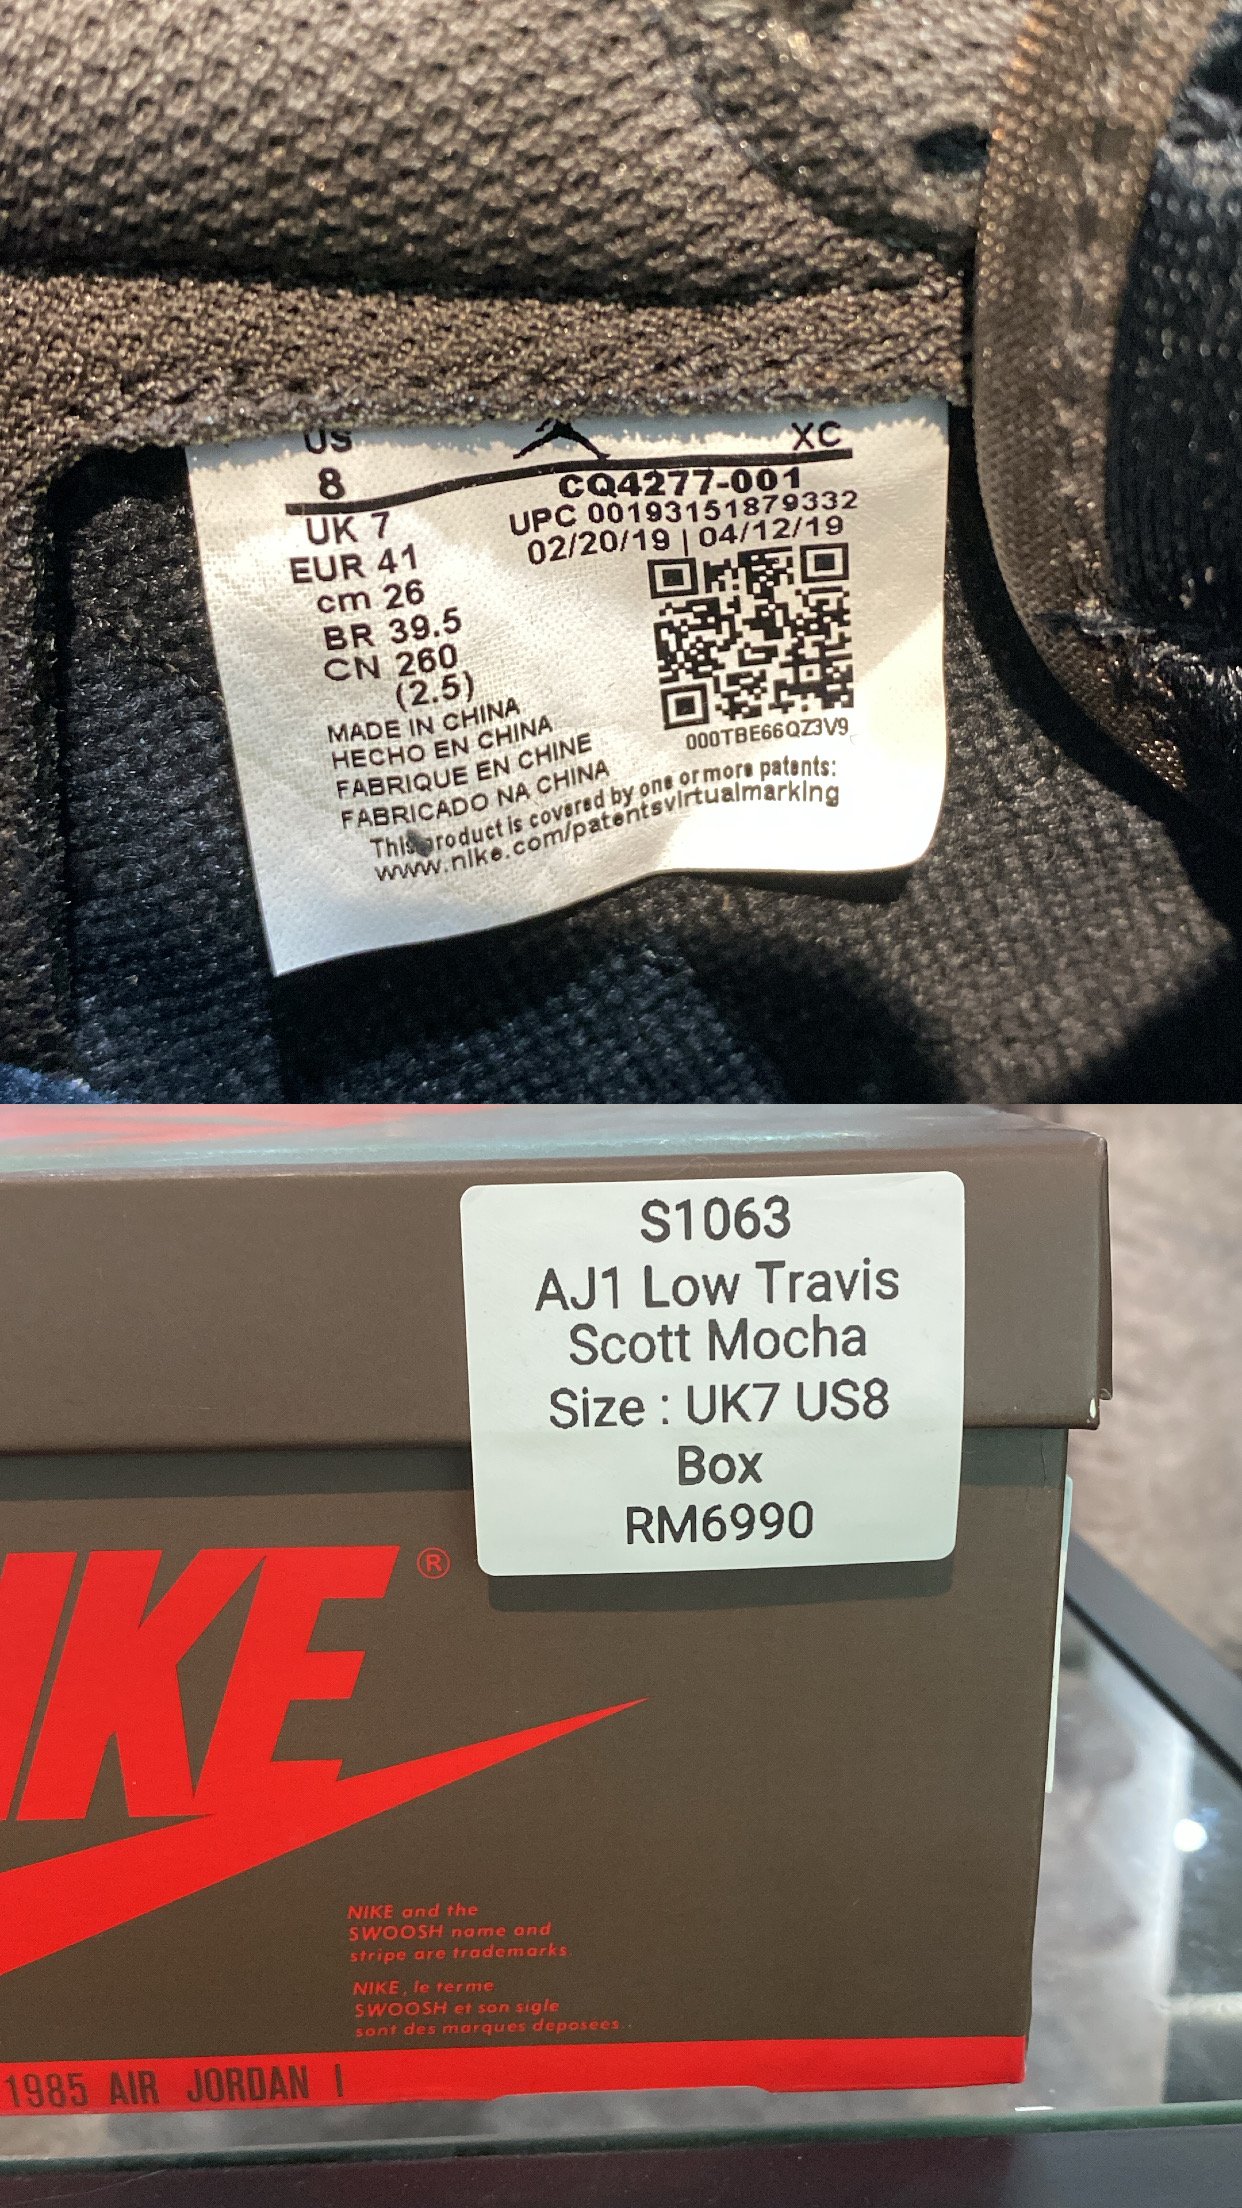 US
XC
8
CQ4277-001
UK 7
UPC 00193151879332
EUR 41
02/20/19 | 04/12/19
cm 26
BR 39.5
CN 260
(2.5)
MADE IN CHINA
000TBE66QZ3V9
HECHO EN CHINA
FABRIQUE EN CHINE
FABRICADO NA CHINA
This product is covered by one or more patents:
www.nike.com/patentsvirtualmarking
S1063
AJ1 Low Travis
Scott Mocha
Size : UK7 US8
Box
RM6990
IKE ®
NIKE and the
SWOOSH name and
stripe are trademarks.
NIKE, le terme
SWOOSH et son sigle
sont des marques deposees.
1985 AIR JORDAN I